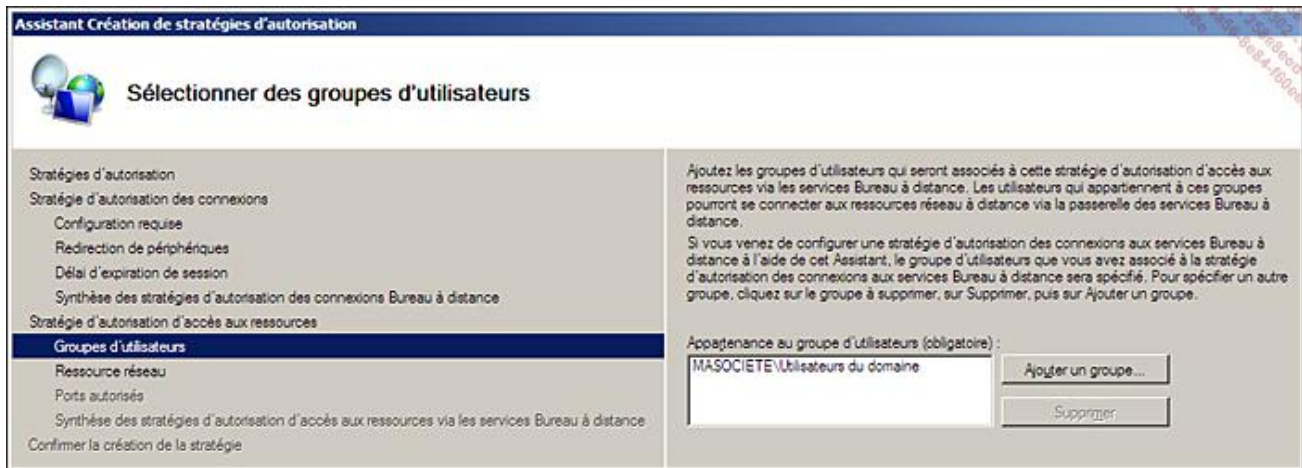 Assistant Création de stratégies d'autorisation
Sélectionner des groupes d'utilisateurs
Stratégies d'autorisation
Stratégie d'autorisation des connexions
Configuration requise
Redirection de périphériques
Délai d'expiration de session
Synthèse des stratégies d'autorisation des connexions Bureau à distance
Stratégie d'autorisation d'accès aux ressources
Groupes d'utilisateurs
Ressource réseau
Ports autorisés
Synthèse des stratégies d'autorisation d'accès aux ressources via les services Bureau à distance
Confirmer la création de la stratégie
Ajoutez les groupes d'utilisateurs qui seront associés à cette stratégie d'autorisation d'accès aux
ressources via les services Bureau à distance. Les utilisateurs qui appartiennent à ces groupes
pourront se connecter aux ressources réseau à distance via la passerelle des services Bureau à
distance.
Si vous venez de configurer une stratégie d'autorisation des connexions aux services Bureau à
distance à l'aide de cet Assistant, le groupe d'utilisateurs que vous avez associé à la stratégie
d'autorisation des connexions aux services Bureau à distance sera spécifié. Pour spécifier un autre
groupe, cliquez sur le groupe à supprimer, sur Supprimer, puis sur Ajouter un groupe.
Appartenance au groupe d'utilisateurs (obligatoire) :
MASOCIETE\Utilisateurs du domaine
Ajouter un groupe...
Supprimer